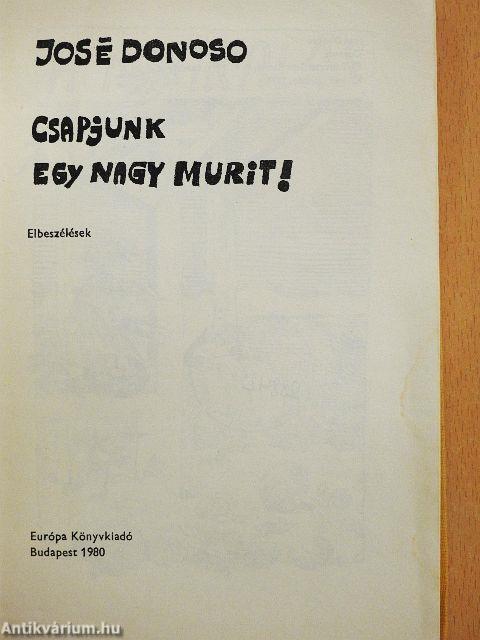 JOSÉ DONOSO
CSAPJUNK
EGY NAGY MURIT!
Elbeszélések
Európa Könyvkiadó
Budapest 1980
Antikvárium.hu